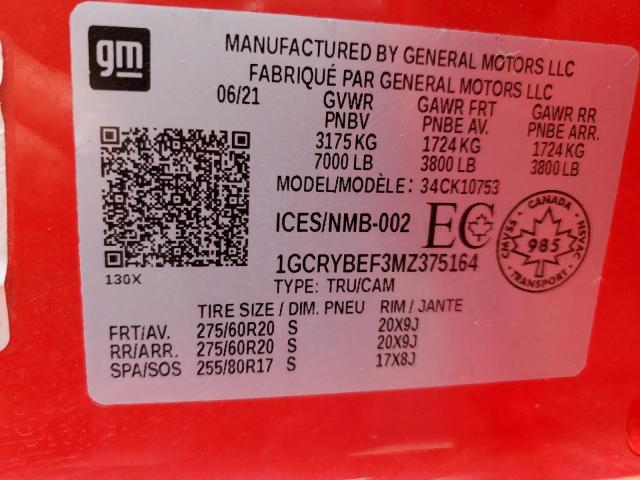 gm
MANUFACTURED BY GENERAL MOTORS LLC
FABRIQUÉ PAR GENERAL MOTORS LLC
06/21 GVWR GAWR FRT GAWR RR
PNBV PNBE AV. PNBE ARR.
3175 KG 1724 KG 1724 KG
7000 LB 3800 LB 3800 LB
MODEL/MODÈLE: 34CK10753
ICES/NMB-002 EC
CANADA
CMVSS 985 NSVAC
1GCRYBEF3MZ375164
130X
TYPE: TRU/CAM
TIRE SIZE / DIM. PNEU RIM / JANTE
FRT/AV. 275/60R20 S 20X9J
RR/ARR. 275/60R20 S 20X9J
SPA/SOS 255/80R17 S 17X8J